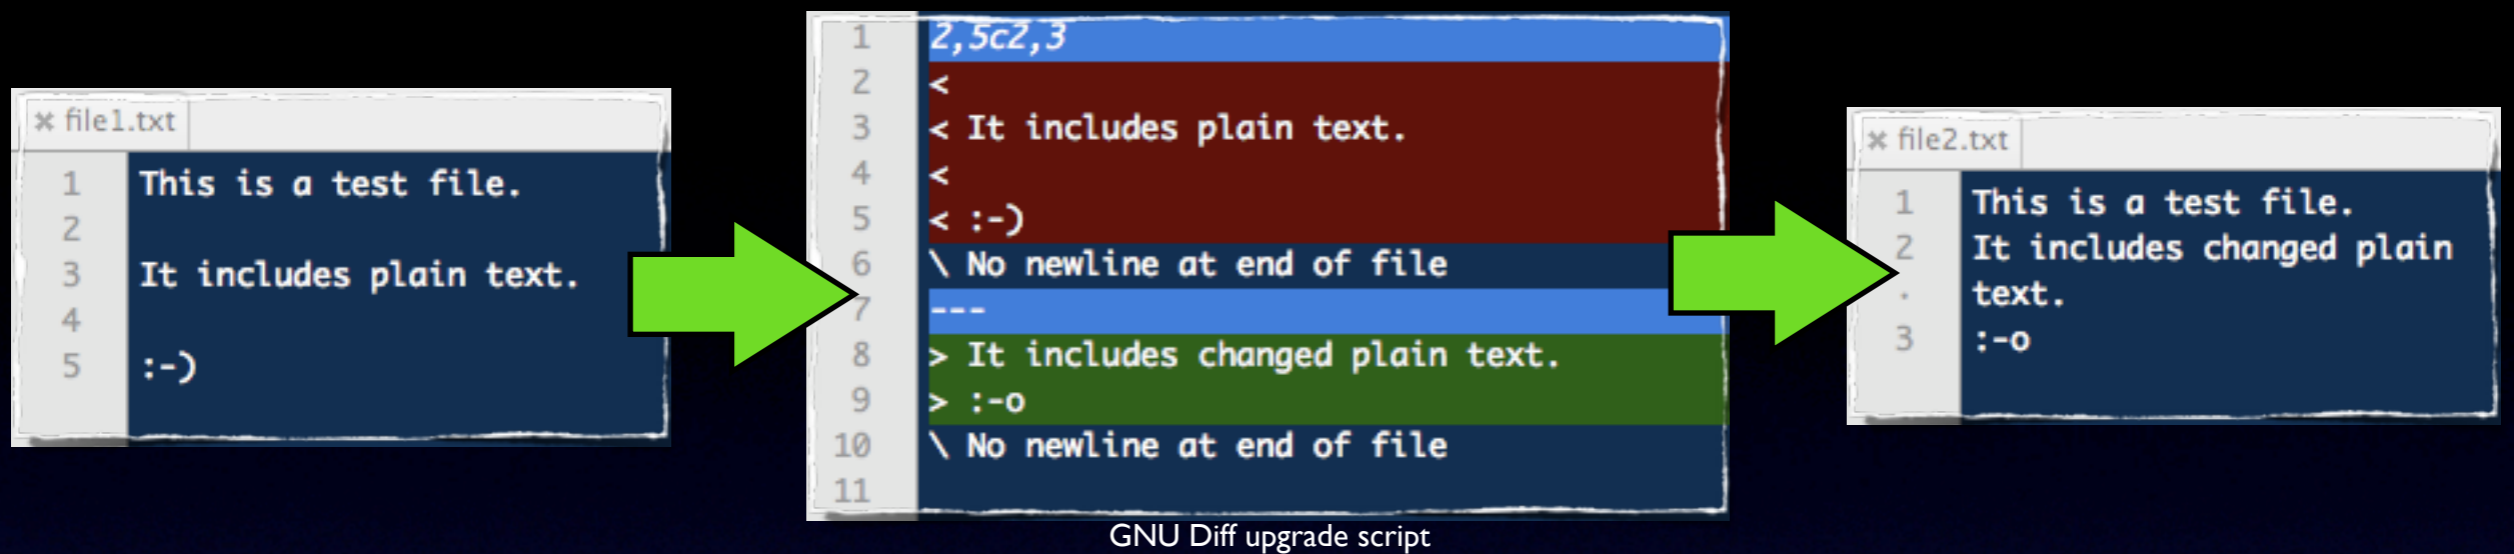 × file1.txt
1 This is a test file.
2
3 It includes plain text.
4
5 :-)
1 2,5c2,3
2 <
3 < It includes plain text.
4 <
5 < :-)
6 \ No newline at end of file
7 ---
8 > It includes changed plain text.
9 > :-o
10 \ No newline at end of file
11
GNU Diff upgrade script
× file2.txt
1 This is a test file.
2 It includes changed plain
· text.
3 :-o